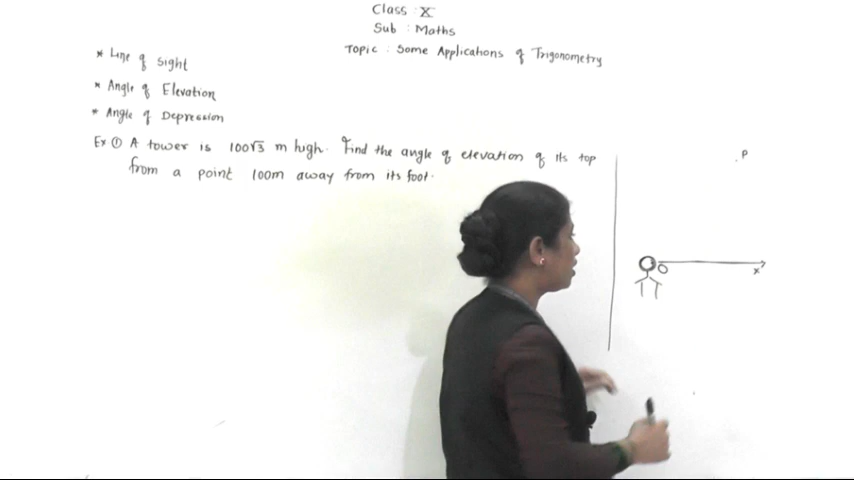 Class : X
Sub : Maths
Topic : Some Applications of Trigonometry
* Line of Sight
* Angle of Elevation
* Angle of Depression
Ex ① A tower is 100√3 m high. Find the angle of elevation of its top
from a point 100m away from its foot.
P
O
X